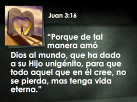 Juan 3:16
“Porque de tal
manera amó
Dios al mundo, que ha dado
a su Hijo unigénito, para que
todo aquel que en él cree, no
se pierda, mas tenga vida
eterna.”